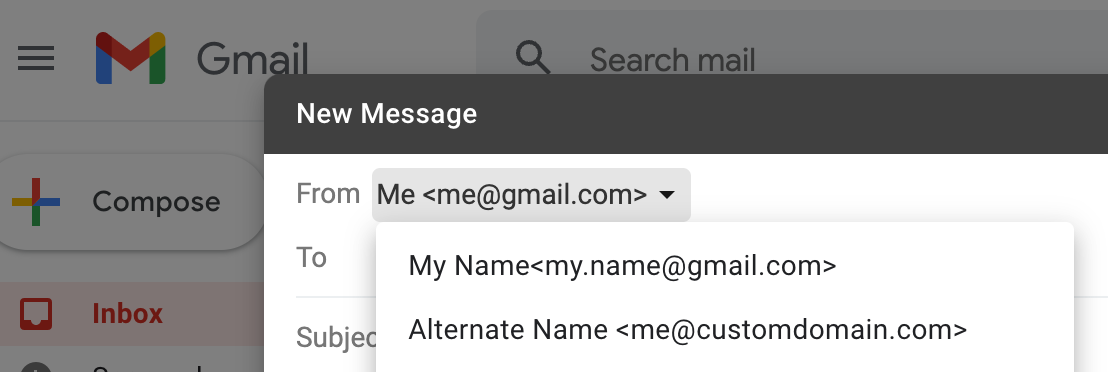 Gmail
Search mail
New Message
Compose
From Me <me@gmail.com>
To
My Name<my.name@gmail.com>
Inbox
Alternate Name <me@customdomain.com>
Subjec